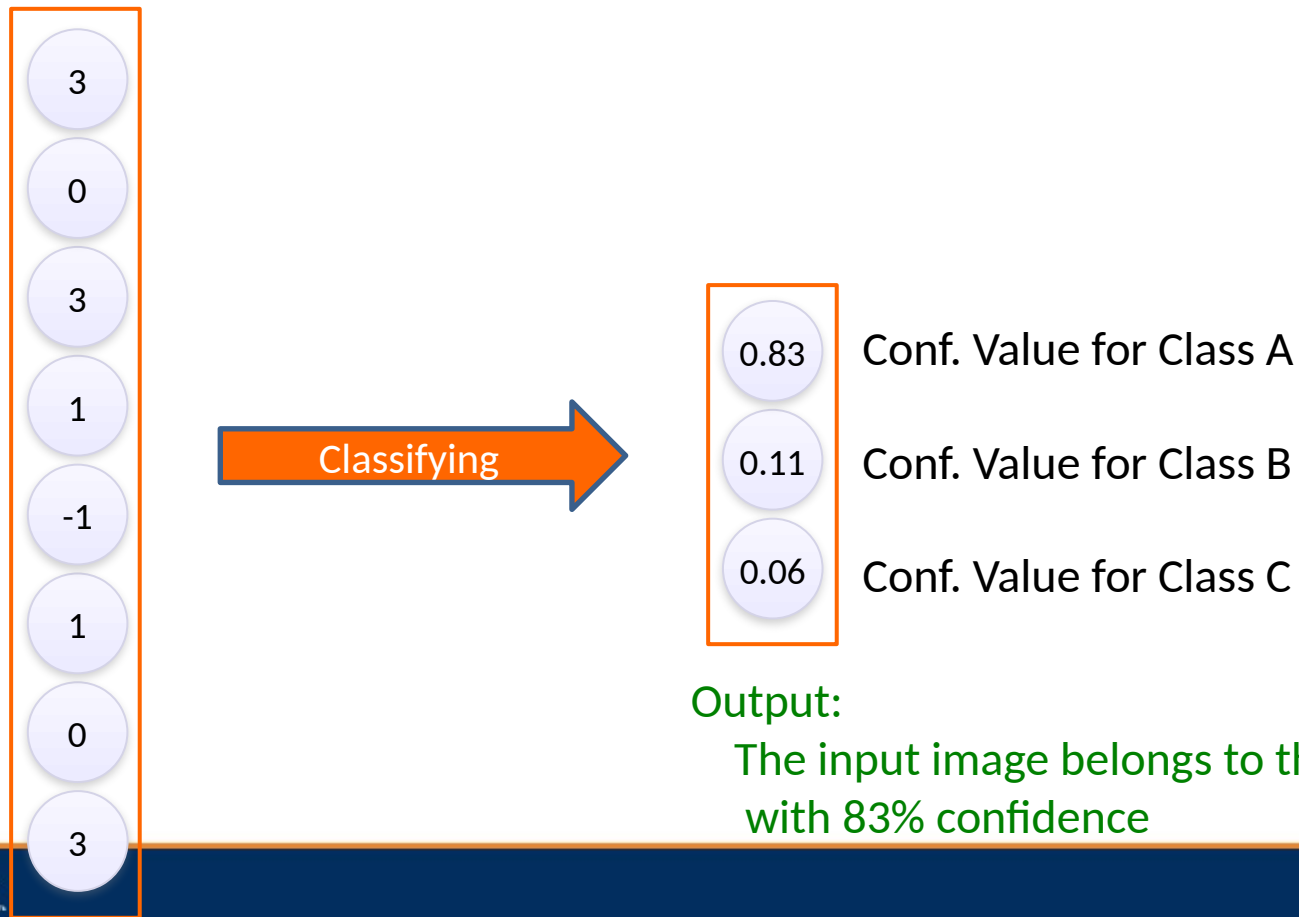 3
0
3
1
-1
1
0
3
Classifying
0.83
0.11
0.06
Conf. Value for Class A
Conf. Value for Class B
Conf. Value for Class C
Output:
The input image belongs to
with 83% confidence